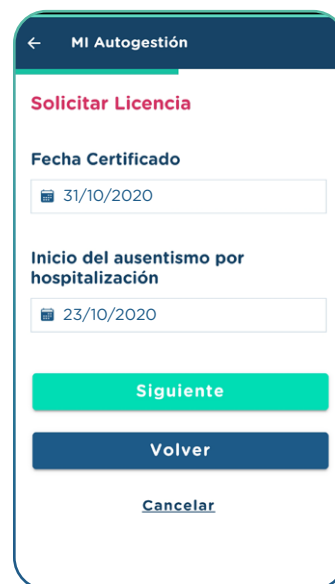 MI Autogestión
Solicitar Licencia
Fecha Certificado
31/10/2020
Inicio del ausentismo por
hospitalización
23/10/2020
Siguiente
Volver
Cancelar